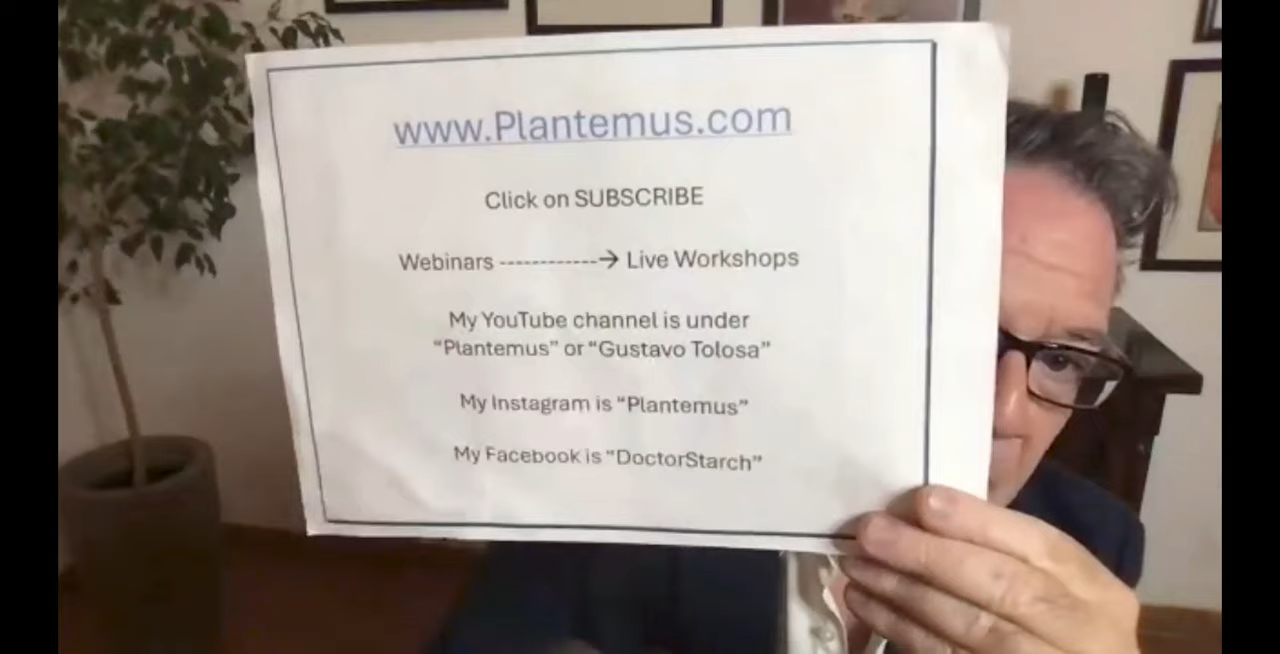 www.Plantemus.com
Click on SUBSCRIBE
Webinars ------------→ Live Workshops
My YouTube channel is under
“Plantemus” or “Gustavo Tolosa”
My Instagram is “Plantemus”
My Facebook is “DoctorStarch”